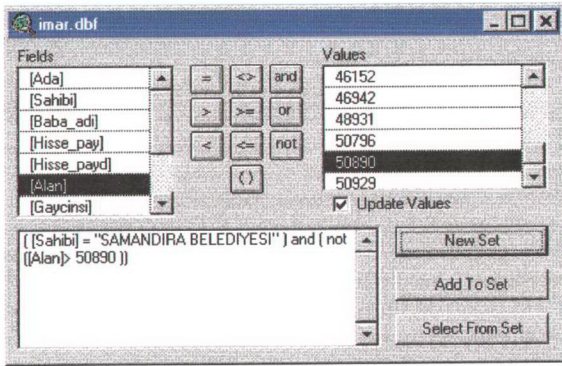 imar.dbf
Fields
Values
[Ada]
[Sahibi]
[Baba_adi]
[Hisse_pay]
[Hisse_payd]
[Alan]
[Gaycinsi]
= <> and
> >= or
< <= not
()
46152
46942
48931
50796
50890
50929
Update Values
( [Sahibi] = "SAMANDIRA BELEDIYESI" ) and ( not
([Alan]> 50890 ))
New Set
Add To Set
Select From Set